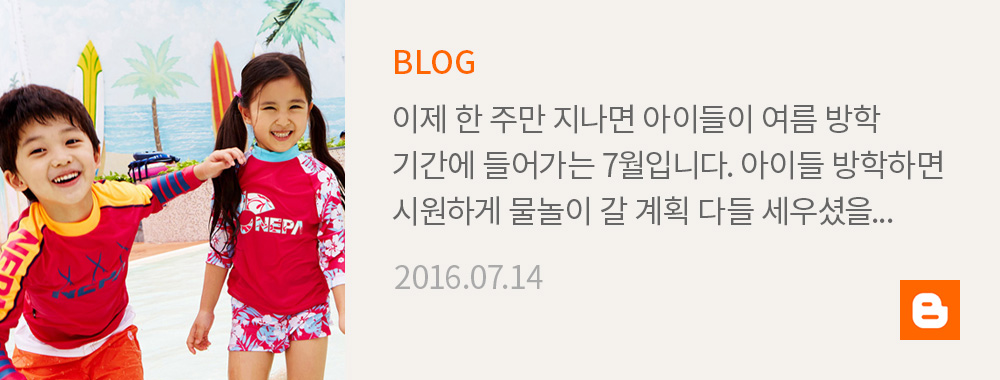 BLOG
이제 한 주만 지나면 아이들이 여름 방학
기간에 들어가는 7월입니다. 아이들 방학하면
시원하게 물놀이 갈 계획 다들 세우셨을...
2016.07.14
NEPA
NEPA
NEPA